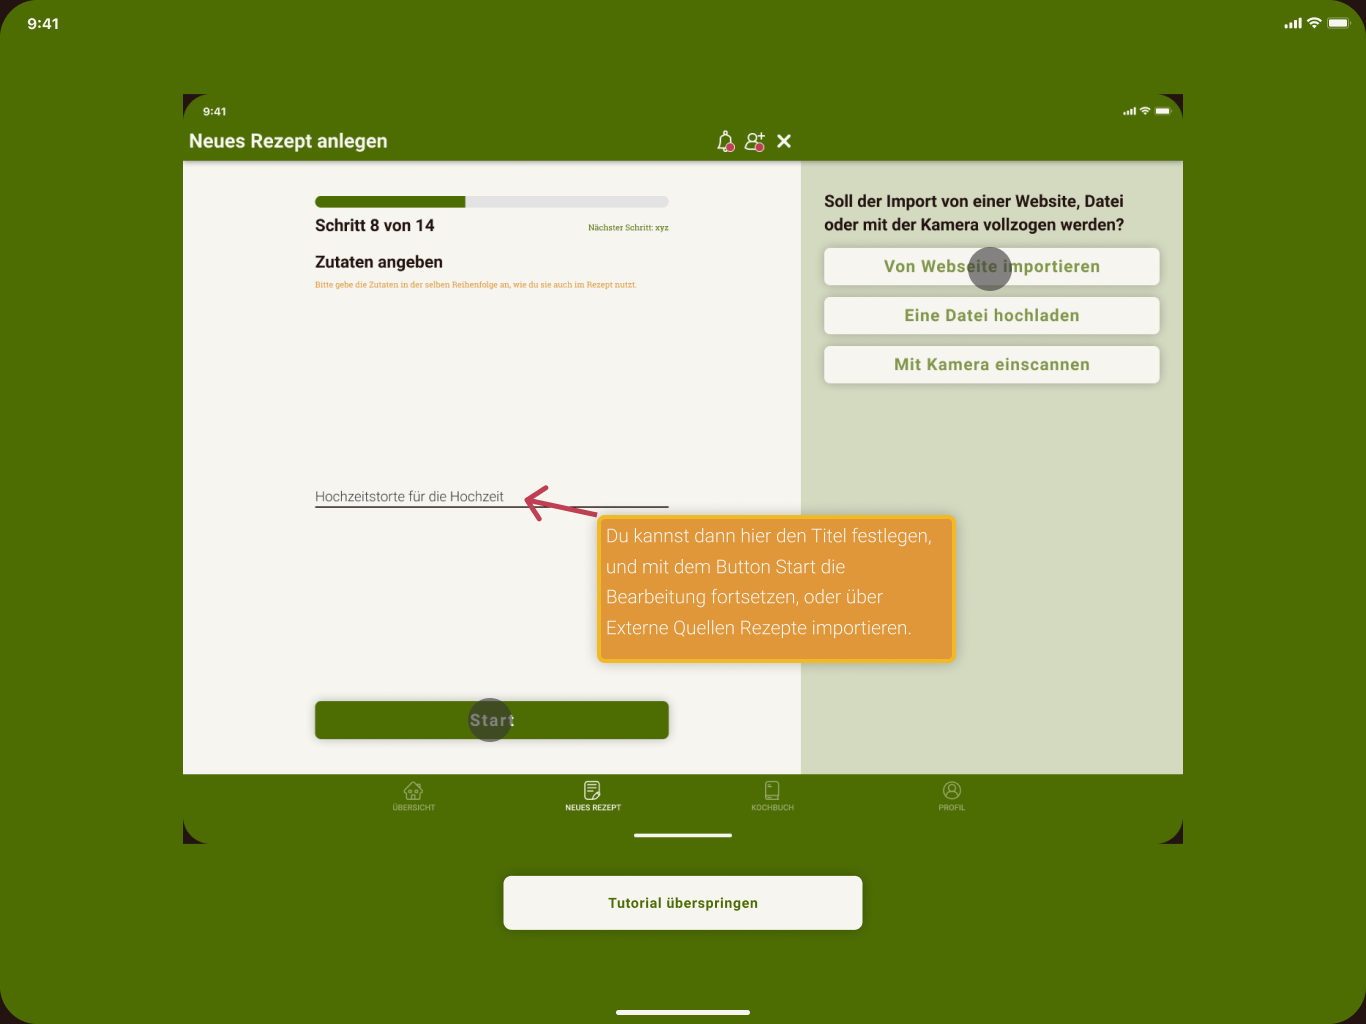 9:41
9:41
Neues Rezept anlegen
Schritt 8 von 14
Nächster Schritt: xyz
Zutaten angeben
Bitte gebe die Zutaten in der selben Reihenfolge an, wie du sie auch im Rezept nutzt.
Hochzeitstorte für die Hochzeit
Start
Soll der Import von einer Website, Datei
oder mit der Kamera vollzogen werden?
Von Webseite importieren
Eine Datei hochladen
Mit Kamera einscannen
Du kannst dann hier den Titel festlegen,
und mit dem Button Start die
Bearbeitung fortsetzen, oder über
Externe Quellen Rezepte importieren.
ÜBERSICHT
NEUES REZEPT
KOCHBUCH
PROFIL
Tutorial überspringen